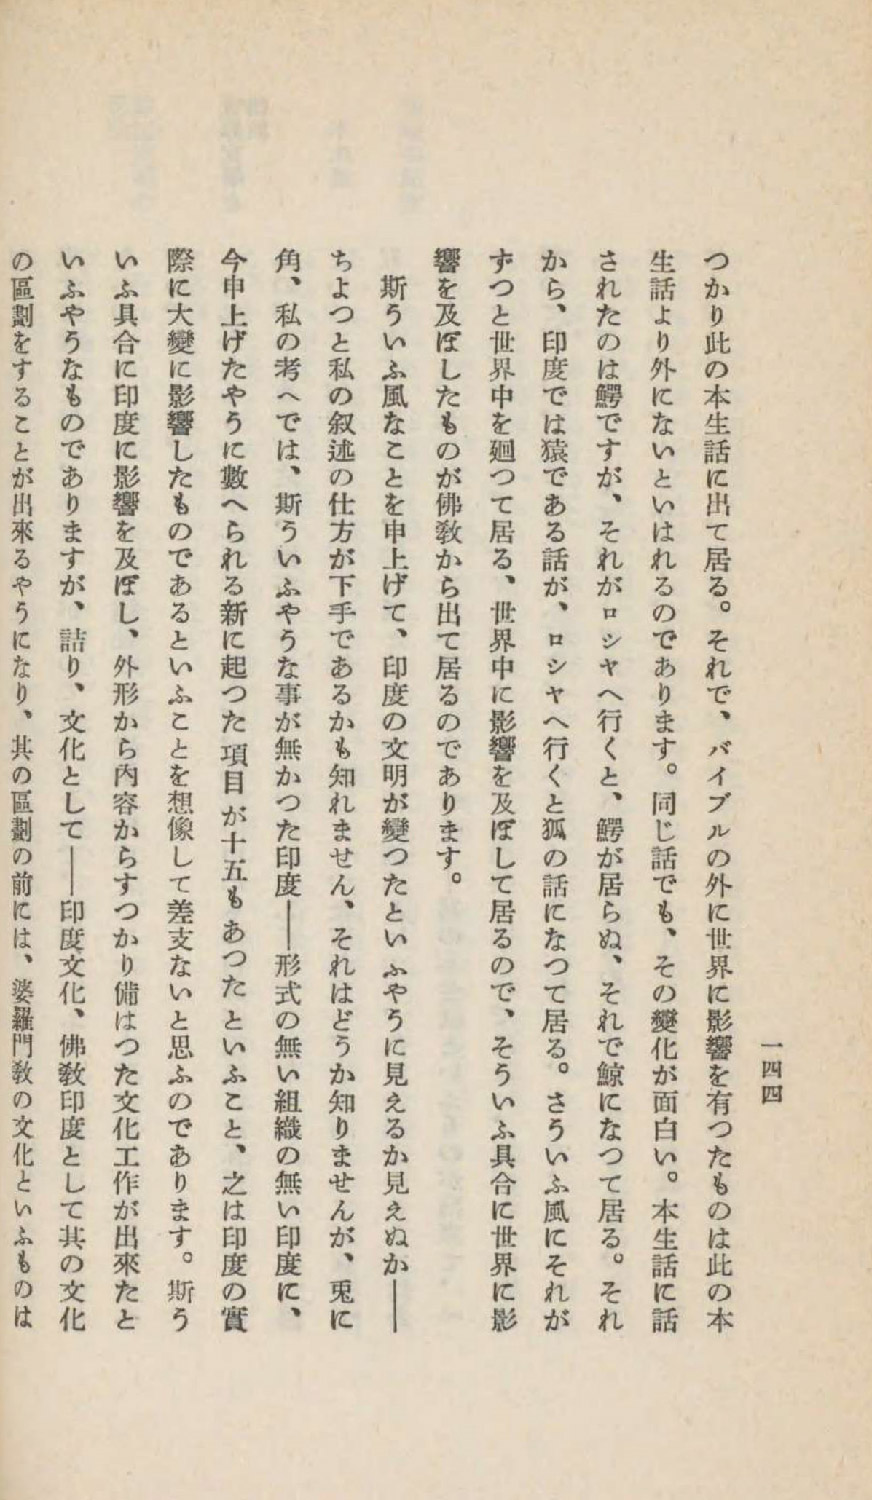 一四四
つかり此の本生話に出て居る。それで、バイブルの外に世界に影響を有つたものは此の本
生話より外にないといはれるのであります。同じ話でも、その變化が面白い。本生話に話
されたのは鰐ですが、それがロシヤへ行くと、鰐が居らぬ、それで鯨になつて居る。それ
から、印度では猿である話が、ロシヤへ行くと狐の話になつて居る。さういふ風にそれが
ずつと世界中を廻つて居る、世界中に影響を及ぼして居るので、そういふ具合に世界に影
響を及ぼしたものが佛敎から出て居るのであります。
斯ういふ風なことを申上げて、印度の文明が變つたといふやうに見えるか見えぬか――
ちよつと私の叙述の仕方が下手であるかも知れません、それはどうか知りませんが、兎に
角、私の考へでは、斯ういふやうな事が無かつた印度――形式の無い組織の無い印度に、
今申上げたやうに數へられる新に起つた項目が十五もあつたといふこと、之は印度の實
際に大變に影響したものであるといふことを想像して差支ないと思ふのであります。斯う
いふ具合に印度に影響を及ぼし、外形から內容からすつかり備はつた文化工作が出來たと
いふやうなものでありますが、詰り、文化として――印度文化、佛敎印度として其の文化
の區劃をすることが出來るやうになり、其の區劃の前には、婆羅門敎の文化といふものは